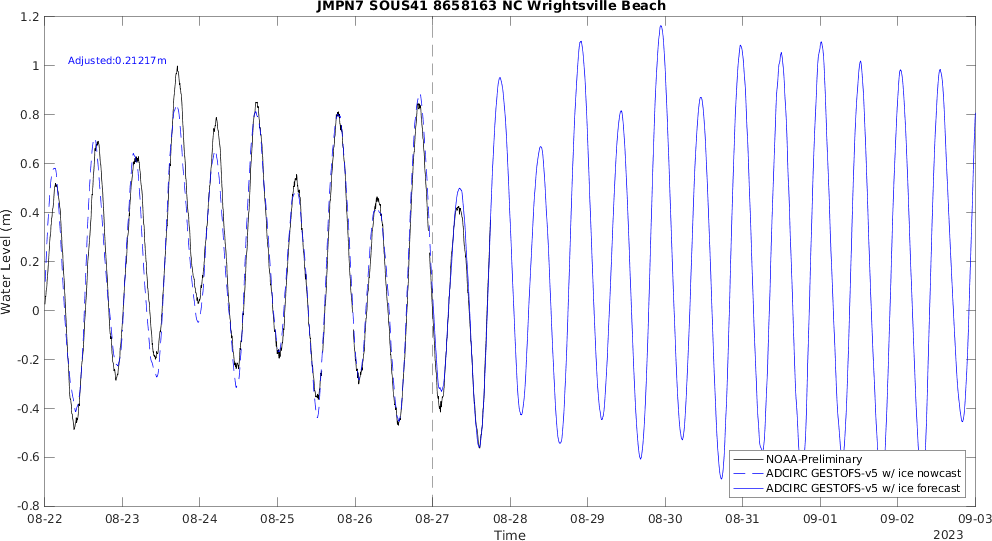 JMPN7 SOUS41 8658163 NC Wrightsville Beach
Adjusted:0.21217m
1.2
1
0.8
0.6
0.4
0.2
0
-0.2
-0.4
-0.6
-0.8
Water Level (m)
NOAA-Preliminary
ADCIRC GESTOFS-v5 w/ ice nowcast
ADCIRC GESTOFS-v5 w/ ice forecast
08-22 08-23 08-24 08-25 08-26 08-27 08-28 08-29 08-30 08-31 09-01 09-02 09-03
Time
2023